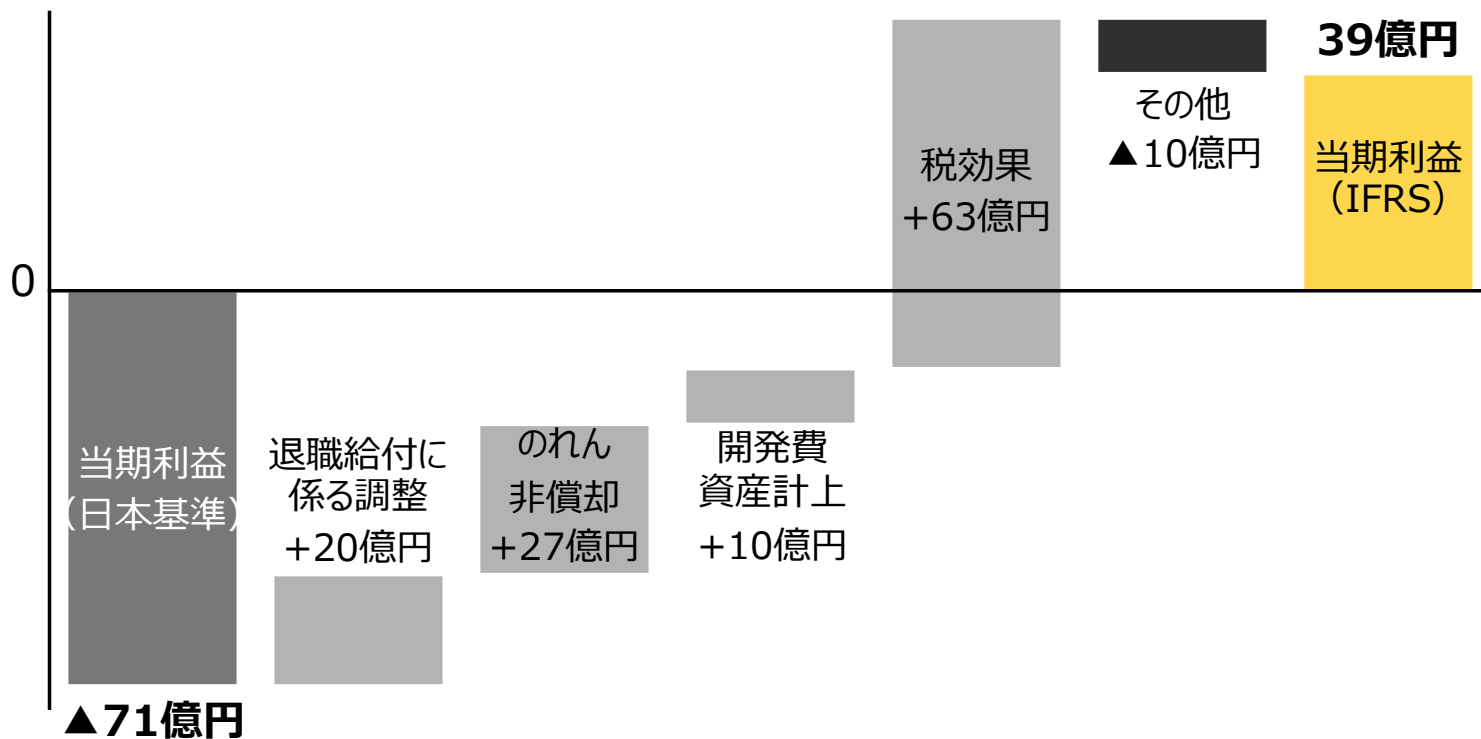 0
当期利益
（日本基準）
▲71億円
退職給付に
係る調整
+20億円
のれん
非償却
+27億円
開発費
資産計上
+10億円
税効果
+63億円
その他
▲10億円
39億円
当期利益
（IFRS）